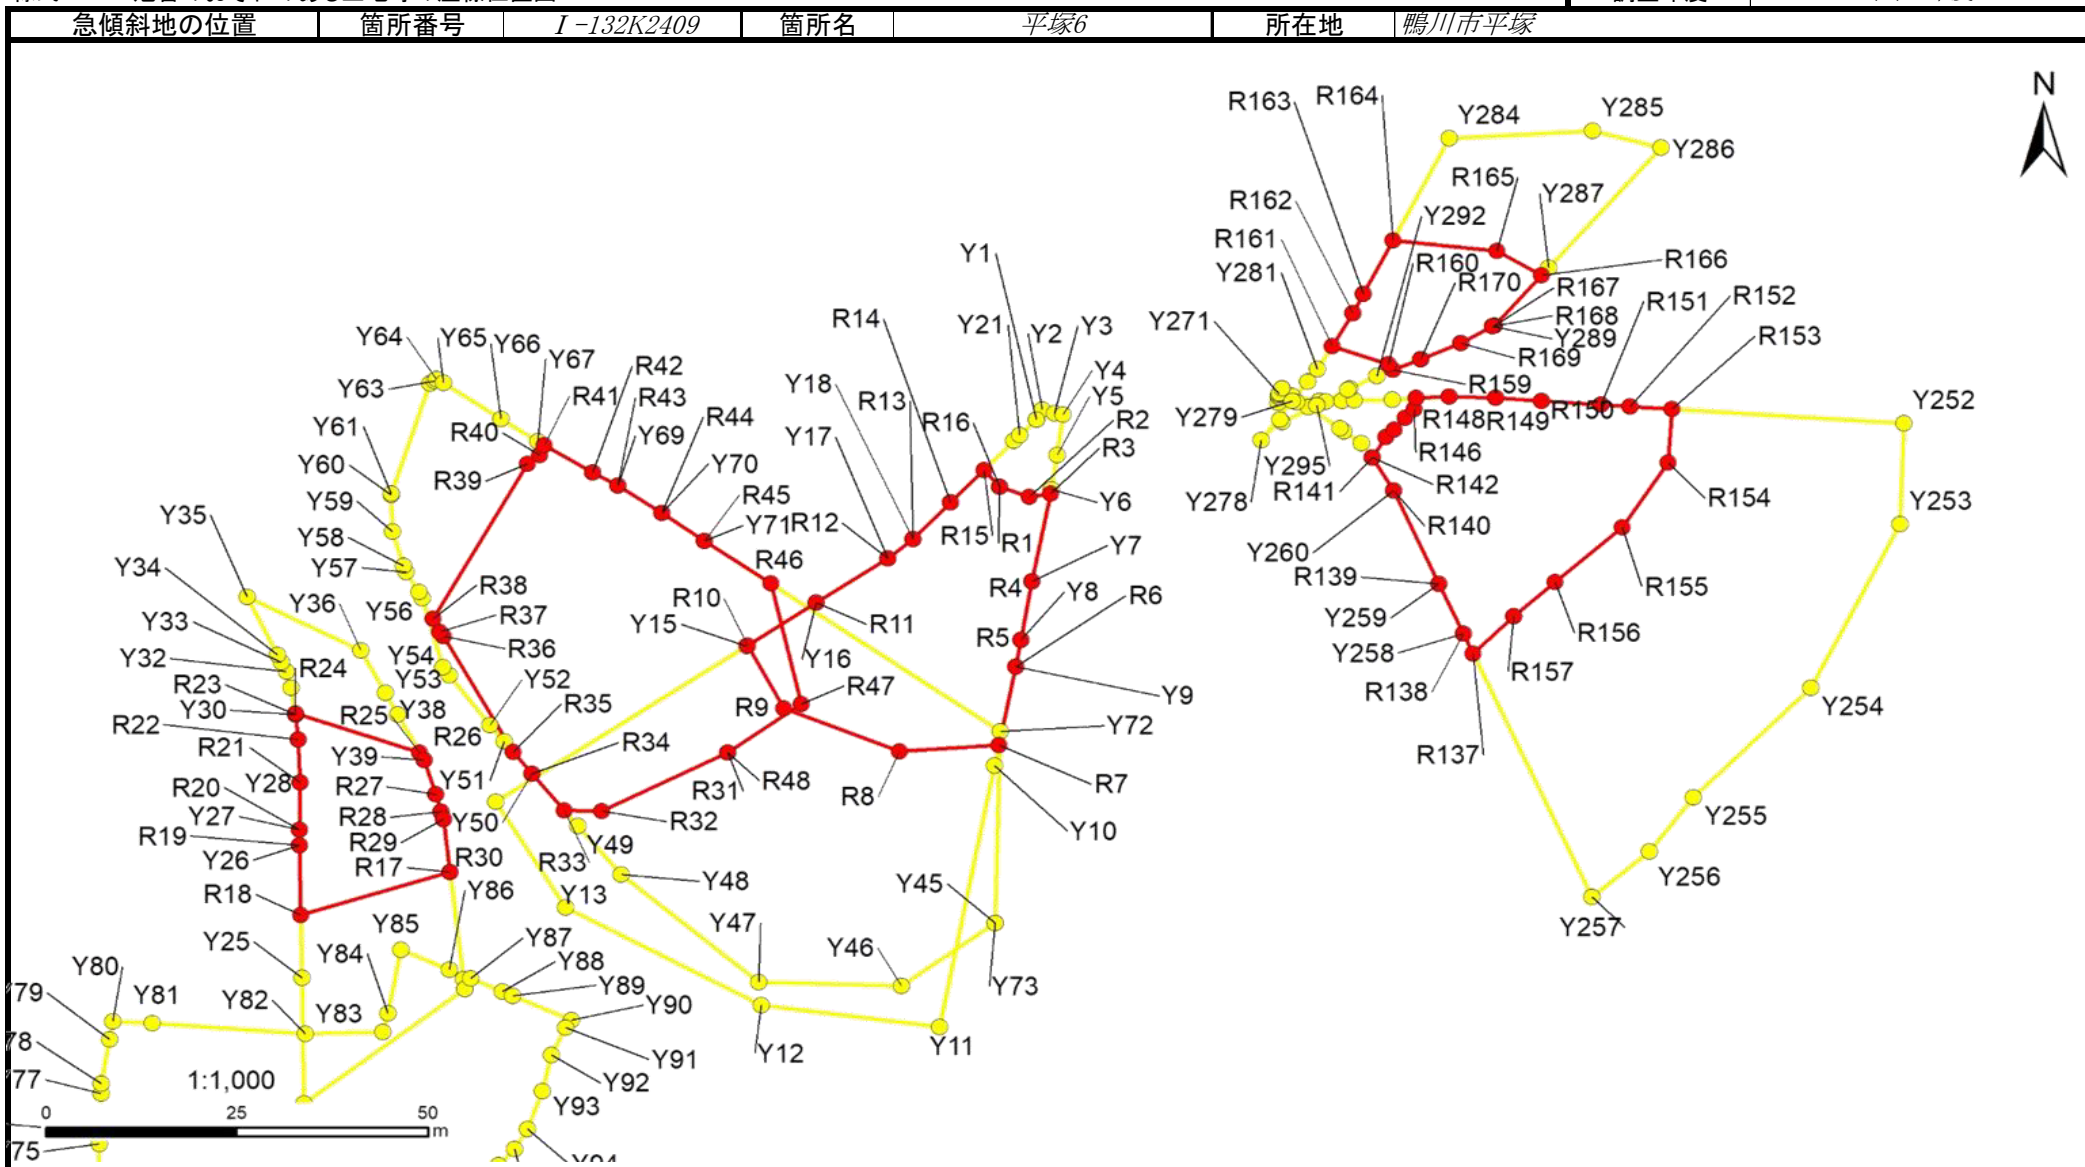 急傾斜地の位置 箇所番号 I-132K2409 箇所名 平塚6 所在地 鴨川市平塚
N
R163 R164 Y284 Y285
Y286
R165 Y287
R162 Y292
R161
Y1 R160 R166
Y281 R170 R167 R151 R152
R14 Y21 Y2 Y3 Y271 R168 R153
Y64 Y65 Y66 Y67 Y289
Y63 R42 Y18 R13 Y4 R169
R41 R43 Y5 R159
R40 R44 R16 R2 Y279 R148 R149 R150 Y252
Y61 Y69 Y17 R3 R146
R39 Y70 Y295
Y60 R45 Y6 Y278 R141 R142 R154
Y59 Y35 Y71 R12 R15 R1 R140 Y253
Y58 Y7 Y260
Y57 Y34 R46 R139 R155
R38 R4 Y8 R6
Y56 Y36 R37 R10 R11 Y259
Y33 R36 Y15 R5 R156
Y32 Y54 Y16 Y258 R157
R24 Y53 Y52 R138
R23 R35 R47 Y9 Y254
Y30 R25 Y38 R9 Y72
R22 R26 R34 R137
R21 Y39 Y51 R48 R7
Y28 R27 R31 R8
R20 R28 Y50 R32 Y10 Y255
Y27 R29 Y49
R19 Y26 R17 R30 R33
R18 Y86 Y13 Y48 Y45 Y256
Y85 Y47 Y257
Y25 Y84 Y87 Y46
Y80 Y88 Y73
Y81 Y82 Y83 Y89 Y90
Y12 Y11
Y91
1:1,000 Y92
0 25 50 Y93
m